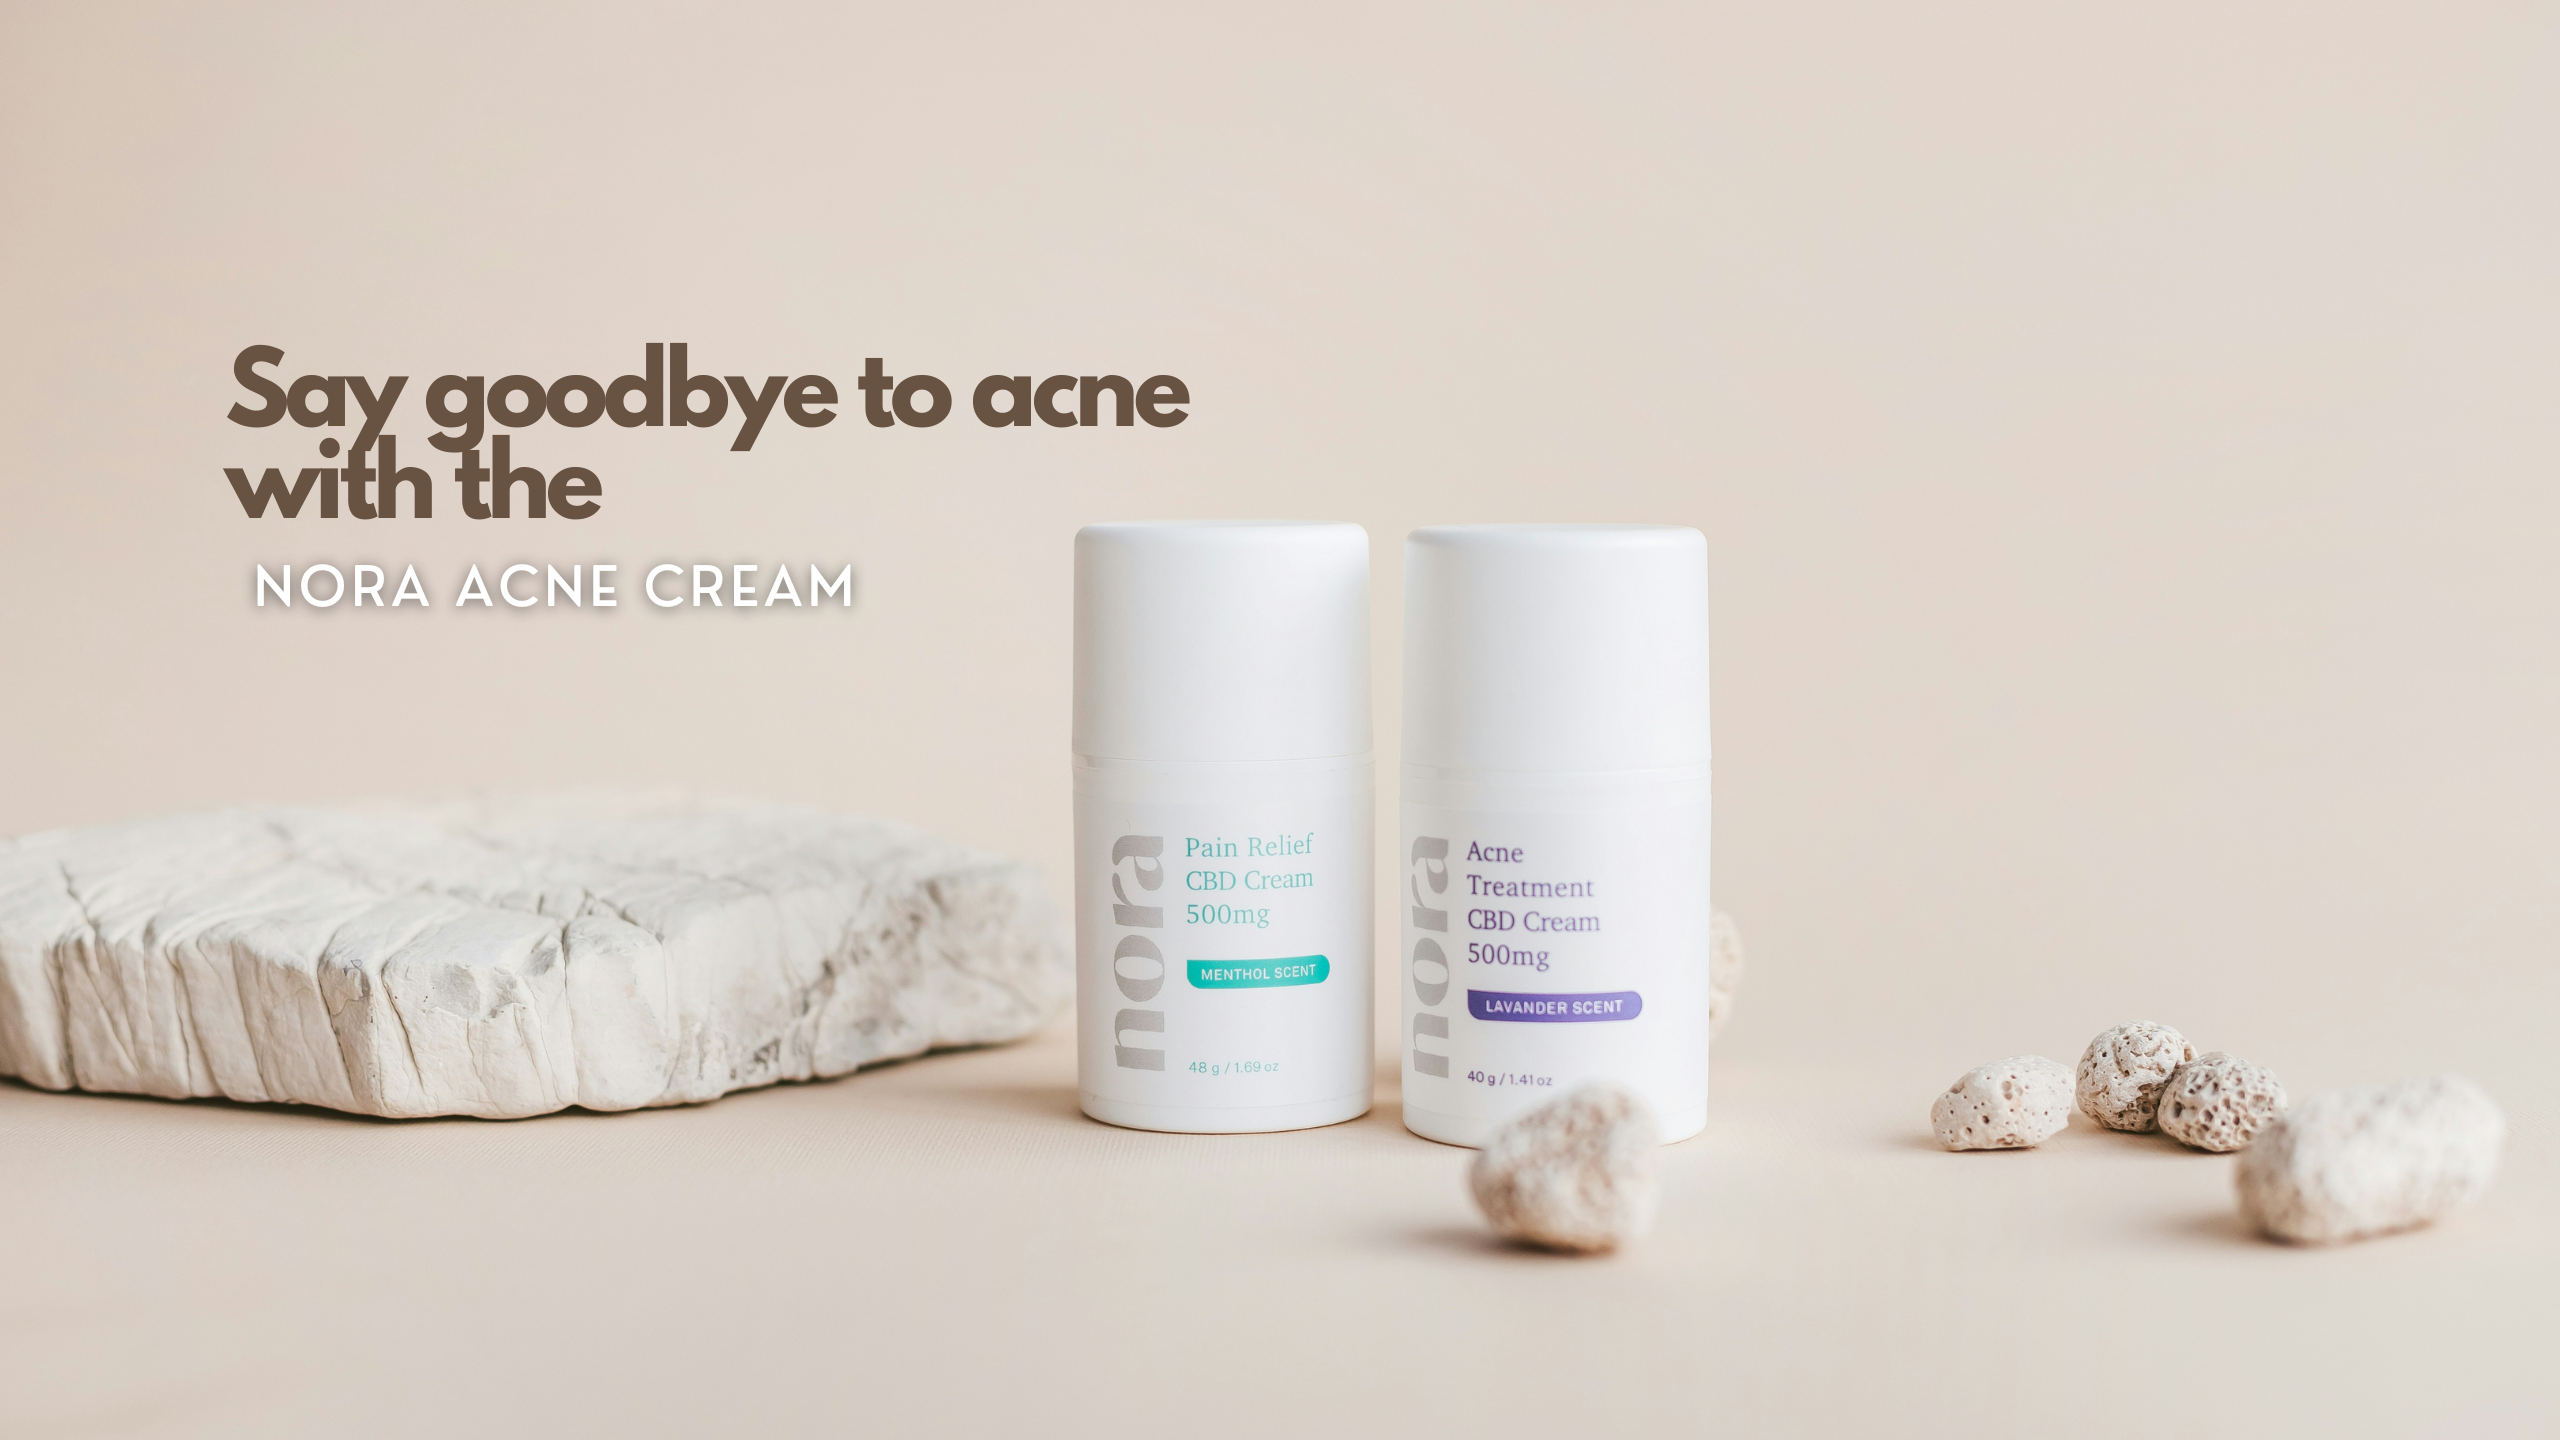 Say goodbye to acne
with the
NORA ACNE CREAM
nora
Pain Relief
CBD Cream
500mg
MENTHOL SCENT
48 g / 1.69 oz
nora
Acne
Treatment
CBD Cream
500mg
LAVANDER SCENT
40 g / 1.41 oz